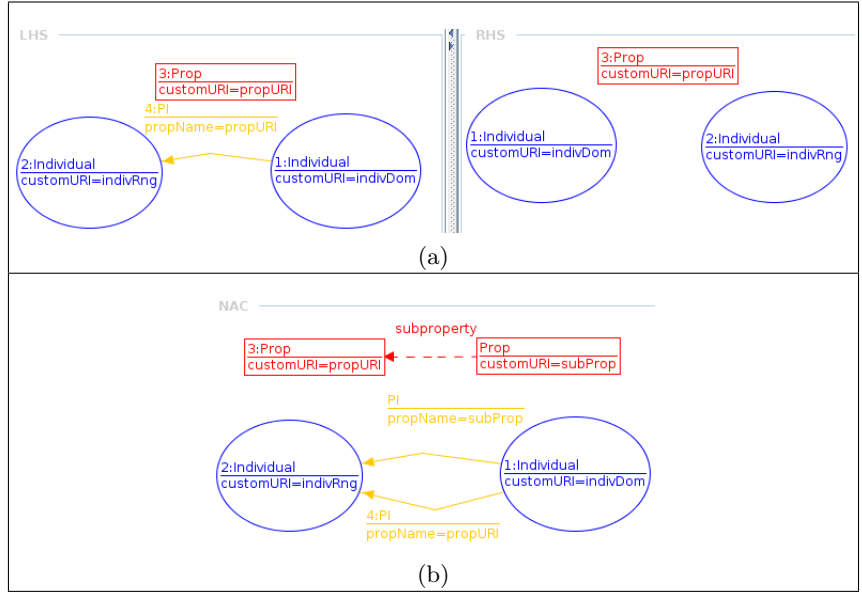 LHS
3:Prop
customURI=propURI
4:PI
propName=propURI
2:Individual
customURI=indivRng
1:Individual
customURI=indivDom
RHS
3:Prop
customURI=propURI
1:Individual
customURI=indivDom
2:Individual
customURI=indivRng
(a)
NAC
subproperty
3:Prop
customURI=propURI
Prop
customURI=subProp
PI
propName=subProp
2:Individual
customURI=indivRng
1:Individual
customURI=indivDom
4:PI
propName=propURI
(b)